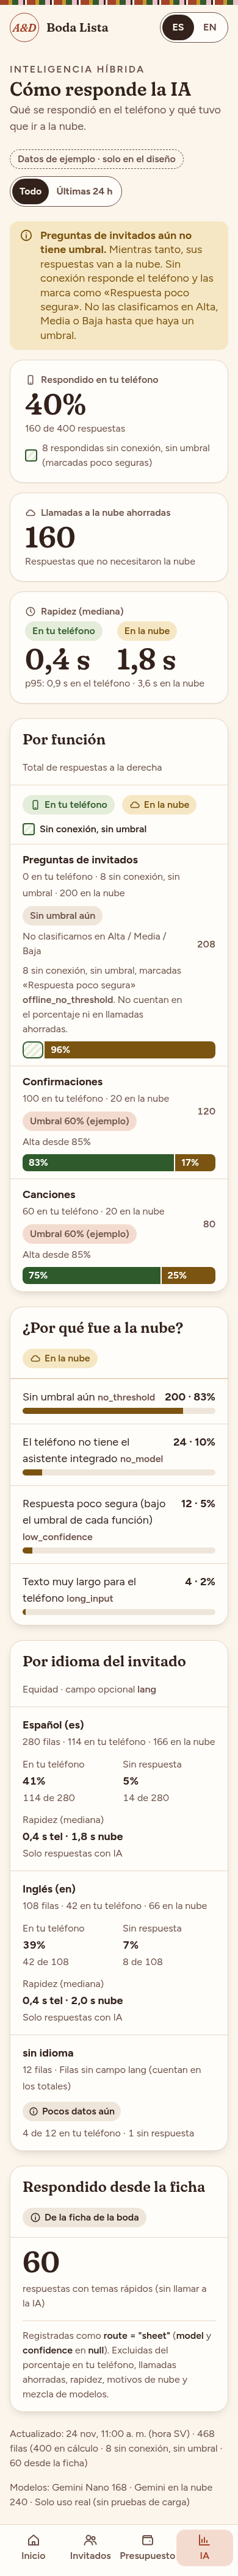 A&D Boda Lista ES EN
INTELIGENCIA HÍBRIDA
Cómo responde la IA
Qué se respondió en el teléfono y qué tuvo
que ir a la nube.
Datos de ejemplo · solo en el diseño
Todo Últimas 24 h
Preguntas de invitados aún no
tiene umbral. Mientras tanto, sus
respuestas van a la nube. Sin
conexión responde el teléfono y las
marca como «Respuesta poco
segura». No las clasificamos en Alta,
Media o Baja hasta que haya un
umbral.
Respondido en tu teléfono
40%
160 de 400 respuestas
8 respondidas sin conexión, sin umbral
(marcadas poco seguras)
Llamadas a la nube ahorradas
160
Respuestas que no necesitaron la nube
Rapidez (mediana)
En tu teléfono En la nube
0,4 s 1,8 s
p95: 0,9 s en el teléfono · 3,6 s en la nube
Por función
Total de respuestas a la derecha
En tu teléfono En la nube
Sin conexión, sin umbral
Preguntas de invitados
0 en tu teléfono · 8 sin conexión, sin
umbral · 200 en la nube
Sin umbral aún
No clasificamos en Alta / Media /
Baja
208
8 sin conexión, sin umbral, marcadas
«Respuesta poco segura»
offline_no_threshold. No cuentan en
el porcentaje ni en llamadas
ahorradas.
96%
Confirmaciones
100 en tu teléfono · 20 en la nube
Umbral 60% (ejemplo)
120
Alta desde 85%
83% 17%
Canciones
60 en tu teléfono · 20 en la nube
Umbral 60% (ejemplo)
80
Alta desde 85%
75% 25%
¿Por qué fue a la nube?
En la nube
Sin umbral aún no_threshold 200 · 83%
El teléfono no tiene el 24 · 10%
asistente integrado no_model
Respuesta poco segura (bajo 12 · 5%
el umbral de cada función)
low_confidence
Texto muy largo para el 4 · 2%
teléfono long_input
Por idioma del invitado
Equidad · campo opcional lang
Español (es)
280 filas · 114 en tu teléfono · 166 en la nube
En tu teléfono Sin respuesta
41% 5%
114 de 280 14 de 280
Rapidez (mediana)
0,4 s tel · 1,8 s nube
Solo respuestas con IA
Inglés (en)
108 filas · 42 en tu teléfono · 66 en la nube
En tu teléfono Sin respuesta
39% 7%
42 de 108 8 de 108
Rapidez (mediana)
0,4 s tel · 2,0 s nube
Solo respuestas con IA
sin idioma
12 filas · Filas sin campo lang (cuentan en
los totales)
Pocos datos aún
4 de 12 en tu teléfono · 1 sin respuesta
Respondido desde la ficha
De la ficha de la boda
60
respuestas con temas rápidos (sin llamar a
la IA)
Registradas como route = "sheet" (model y
confidence en null). Excluidas del
porcentaje en tu teléfono, llamadas
ahorradas, rapidez, motivos de nube y
mezcla de modelos.
Actualizado: 24 nov, 11:00 a. m. (hora SV) · 468
filas (400 en cálculo · 8 sin conexión, sin umbral ·
60 desde la ficha)
Modelos: Gemini Nano 168 · Gemini en la nube
240 · Solo uso real (sin pruebas de carga)
Inicio Invitados Presupuesto IA